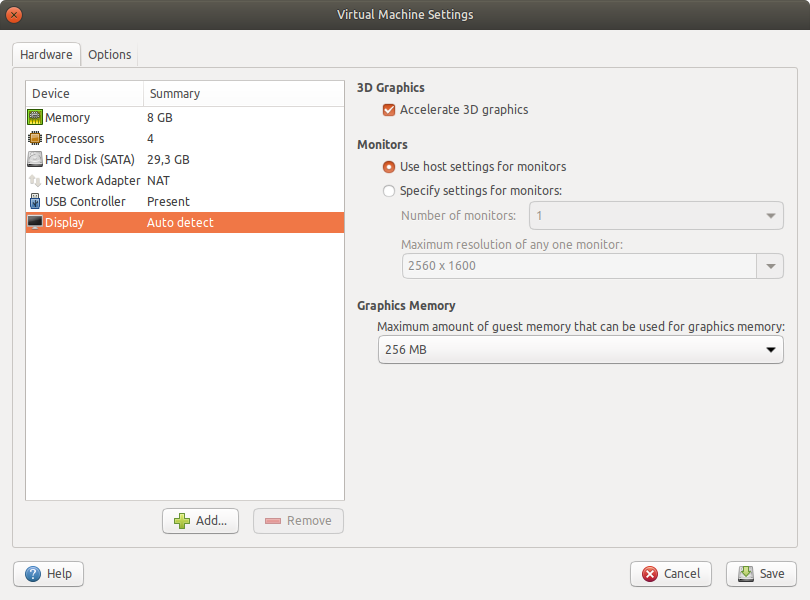 Virtual Machine Settings
Hardware Options
Device Summary
Memory 8 GB
Processors 4
Hard Disk (SATA) 29,3 GB
Network Adapter NAT
USB Controller Present
Display Auto detect
Add...
Remove
3D Graphics
Accelerate 3D graphics
Monitors
Use host settings for monitors
Specify settings for monitors:
Number of monitors: 1
Maximum resolution of any one monitor:
2560 x 1600
Graphics Memory
Maximum amount of guest memory that can be used for graphics memory:
256 MB
Help
Cancel
Save